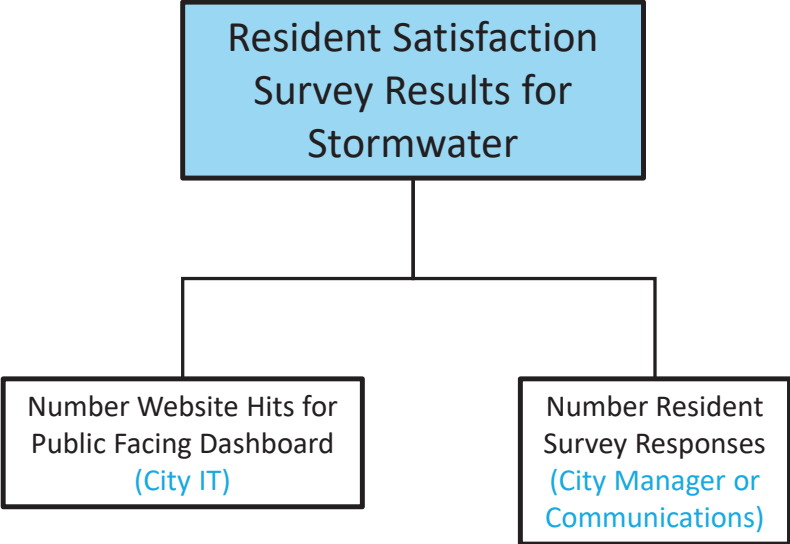 Resident Satisfaction
Survey Results for
Stormwater
Number Website Hits for
Public Facing Dashboard
(City IT)
Number Resident
Survey Responses
(City Manager or
Communications)